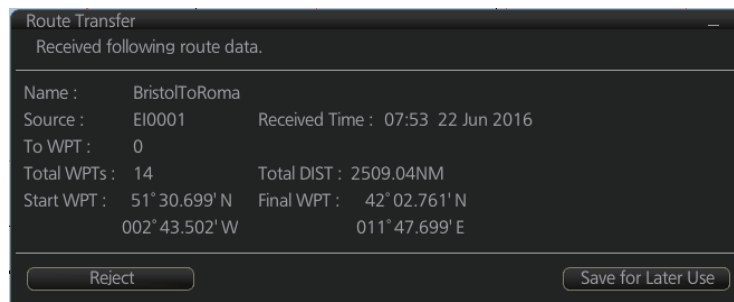 Route Transfer
Received following route data.
Name : BristolToRoma
Source : EI0001 Received Time : 07:53 22 Jun 2016
To WPT : 0
Total WPTs : 14 Total DIST : 2509.04NM
Start WPT : 51°30.699' N Final WPT : 42°02.761' N
002°43.502' W 011°47.699' E
Reject Save for Later Use